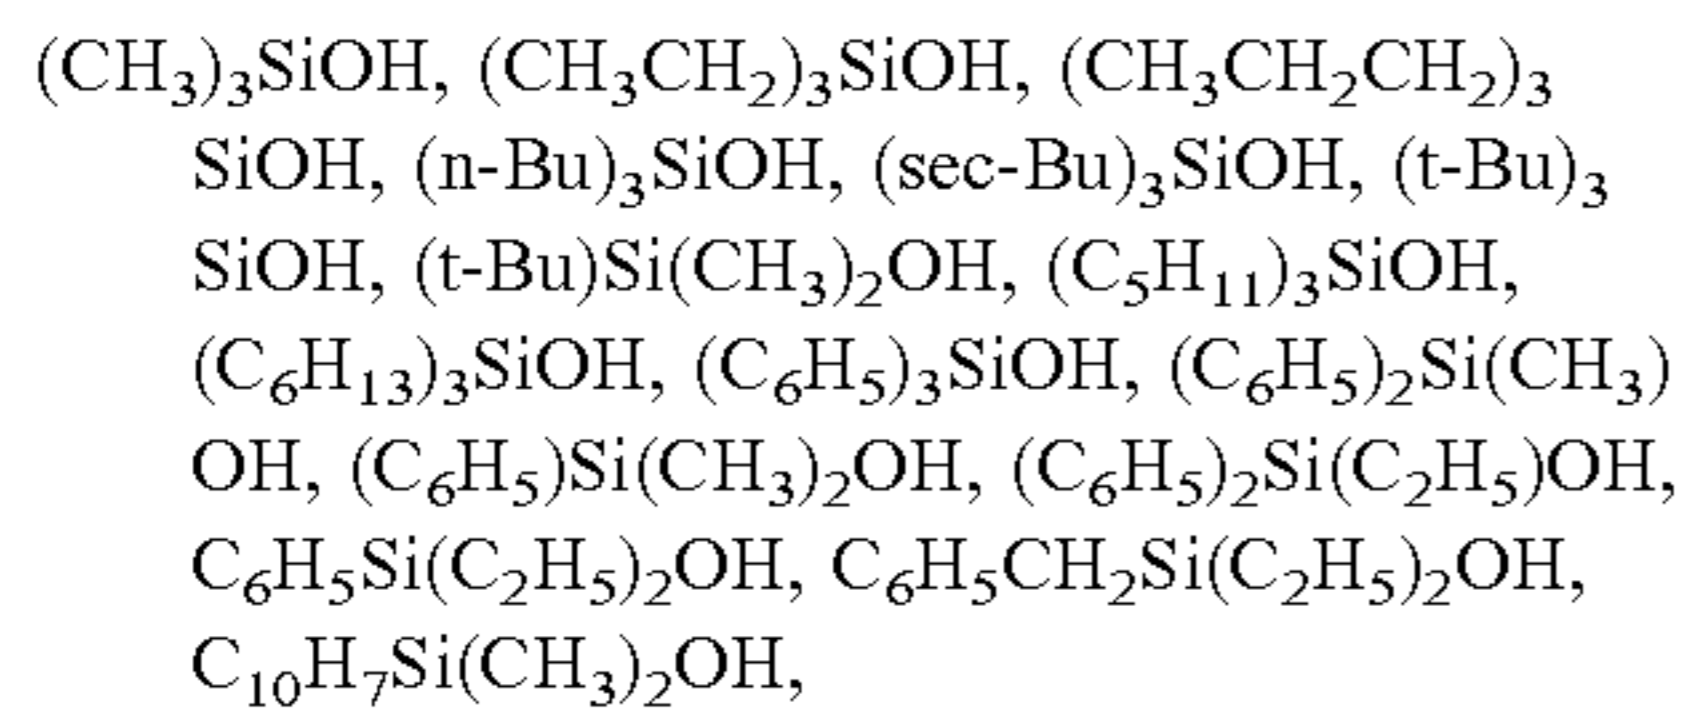 (CH₃)₃SiOH, (CH₃CH₂)₃SiOH, (CH₃CH₂CH₂)₃
SiOH, (n-Bu)₃SiOH, (sec-Bu)₃SiOH, (t-Bu)₃
SiOH, (t-Bu)Si(CH₃)₂OH, (C₅H₁₁)₃SiOH,
(C₆H₁₃)₃SiOH, (C₆H₅)₃SiOH, (C₆H₅)₂Si(CH₃)
OH, (C₆H₅)Si(CH₃)₂OH, (C₆H₅)₂Si(C₂H₅)OH,
C₆H₅Si(C₂H₅)₂OH, C₆H₅CH₂Si(C₂H₅)₂OH,
C₁₀H₇Si(CH₃)₂OH,